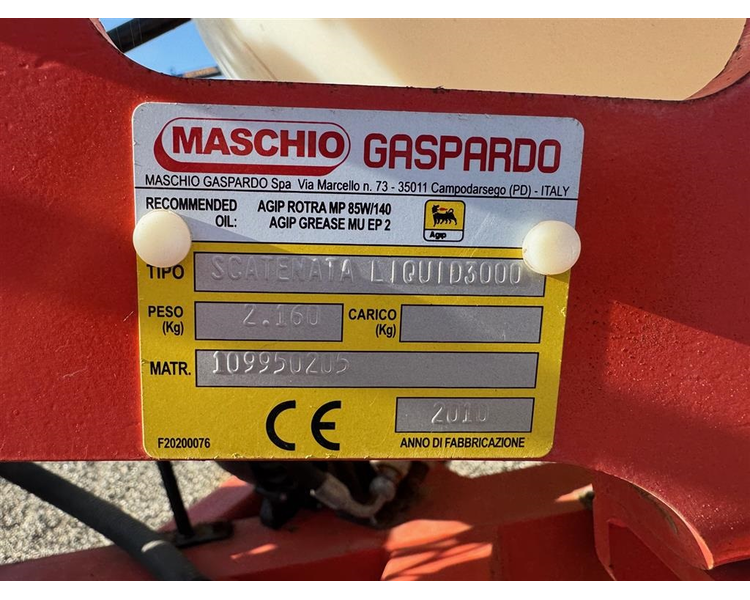 MASCHIO GASPARDO
MASCHIO GASPARDO Spa Via Marcello n. 73 - 35011 Campodarsego (PD) - ITALY
RECOMMENDED OIL: AGIP ROTRA MP 85W/140
AGIP GREASE MU EP 2
Agip
TIPO SCATENATA LIQUID3000
PESO (Kg) 2.160 CARICO (Kg)
MATR. 109950205
CE 2010
F20200076 ANNO DI FABBRICAZIONE